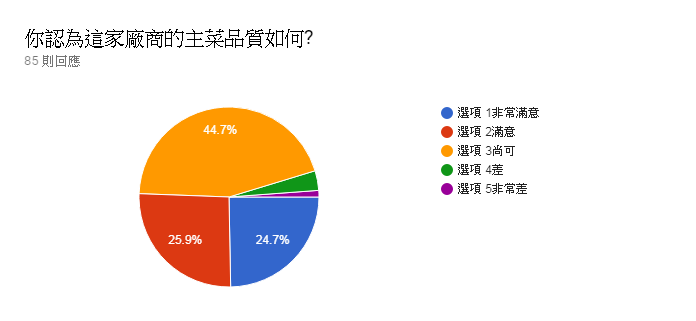 你認為這家廠商的主菜品質如何?
85 則回應
44.7%
25.9%
24.7%
選項 1非常滿意
選項 2滿意
選項 3尚可
選項 4差
選項 5非常差